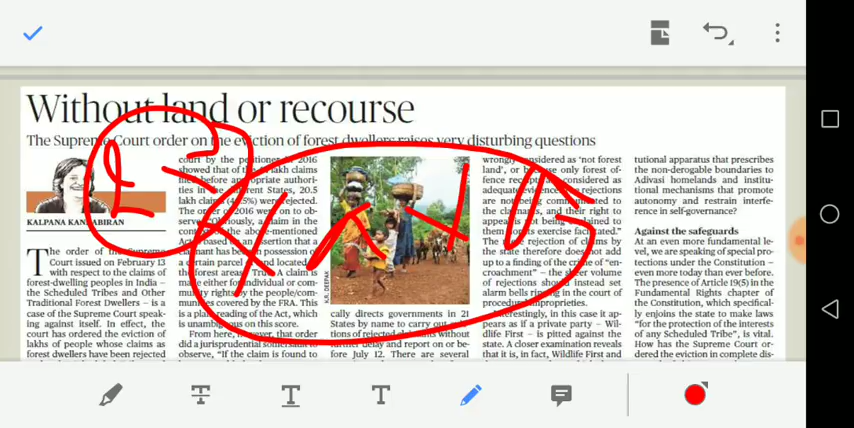 Without land or recourse
The Supreme Court order on the eviction of forest dwellers raises very disturbing questions
KALPANA KANNABIRAN
The order of the Supreme
Court issued on February 13
with respect to the claims of
forest-dwelling peoples in India –
the Scheduled Tribes and Other
Traditional Forest Dwellers – is a
case of the Supreme Court speak-
ing against itself. In effect, the
court has ordered the eviction of
lakhs of people whose claims as
forest dwellers have been rejected
court by the petitioner in 2016
showed that of the lakh claims
before appropriate authori-
ties in the different States, 20.5
lakh claims were rejected.
The order of 2016 went on to ob-
serve, "Obviously, a claim in the
context of the above-mentioned
Act is based on an assertion that a
claimant has been in possession of
a certain parcel of land located in
the forest areas." True. A claim is
made either for individual or com-
munity rights by the people/com-
munities covered by the FRA. This
is a plain reading of the Act, which
is unambiguous on this score.
From here, however, that order
did a jurisprudential somersault to
observe, "If the claim is found to
K.R. DEEPAK
cally directs governments in 21
States by name to carry out
tions of rejected claimants without
further delay and report on or be-
fore July 12. There are several
wrongly considered as 'not forest
land', or because only forest of-
fence receipts are considered as
adequate evidence. The rejections
are not being communicated to
the claimants, and their right to
appeal is not being explained to
them nor its exercise facilitated."
The mere rejection of claims by
the state therefore does not add
up to a finding of the crime of "en-
croachment" – the sheer volume
of rejections should instead set
alarm bells ringing in the court of
procedural improprieties.
Interestingly, in this case it ap-
pears as if a private party – Wil-
dlife First – is pitted against the
state. A closer examination reveals
that it is, in fact, Wildlife First and
tutional apparatus that prescribes
the non-derogable boundaries to
Adivasi homelands and institu-
tional mechanisms that promote
autonomy and restrain interfe-
rence in self-governance?
Against the safeguards
At an even more fundamental le-
vel, we are speaking of special pro-
tections under the Constitution –
even more today than ever before.
The presence of Article 19(5) in the
Fundamental Rights chapter of
the Constitution, which specifical-
ly enjoins the state to make laws
"for the protection of the interests
of any Scheduled Tribe", is vital.
How has the Supreme Court or-
dered the eviction in complete dis-